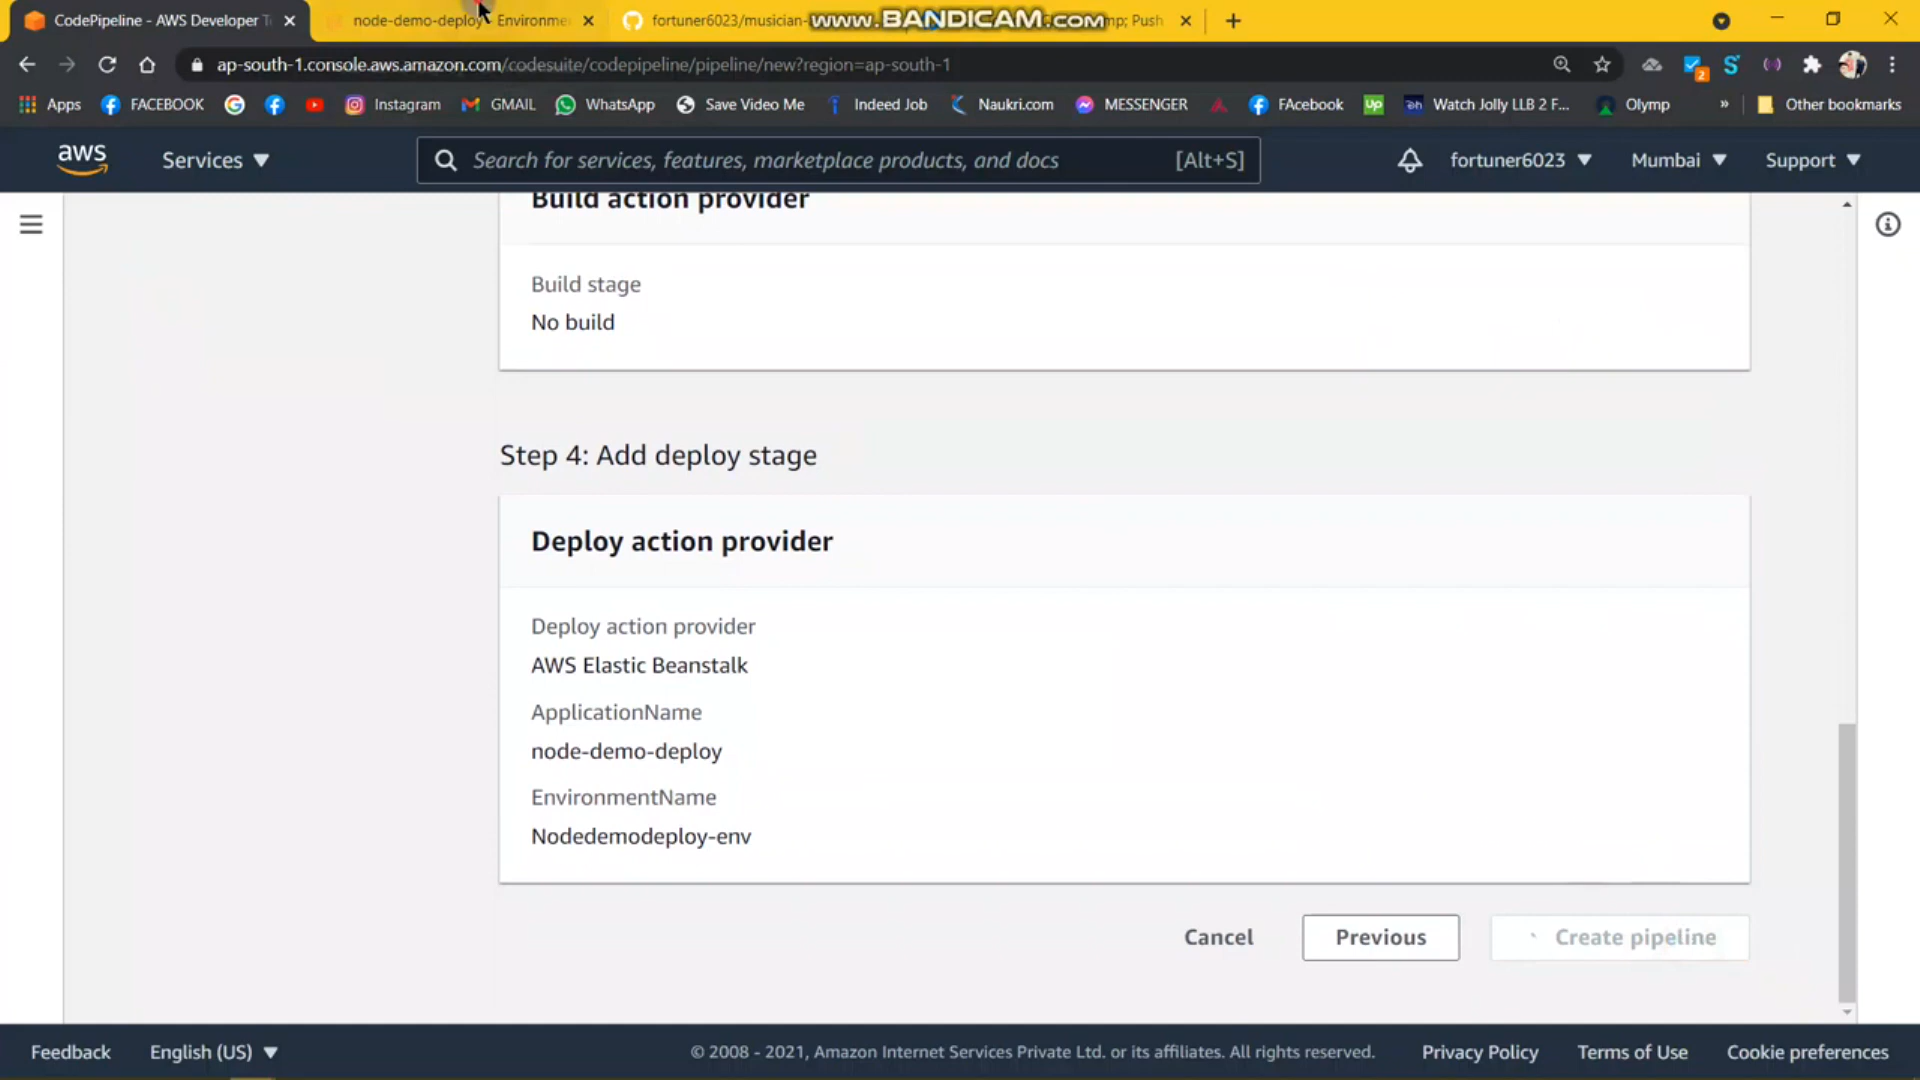 CodePipeline - AWS Developer T
node-demo-deploy - Environme
fortuner6023/musician-
www.BANDICAM.com
mp; Push
ap-south-1.console.aws.amazon.com/codesuite/codepipeline/pipeline/new?region=ap-south-1
Apps
FACEBOOK
Instagram
GMAIL
WhatsApp
Save Video Me
Indeed Job
Naukri.com
MESSENGER
FAcebook
Up
Watch Jolly LLB 2 F...
Olymp
»
Other bookmarks
aws
Services
Search for services, features, marketplace products, and docs
[Alt+S]
fortuner6023
Mumbai
Support
Build action provider
Build stage
No build
Step 4: Add deploy stage
Deploy action provider
Deploy action provider
AWS Elastic Beanstalk
ApplicationName
node-demo-deploy
EnvironmentName
Nodedemodeploy-env
Cancel
Previous
Create pipeline
Feedback
English (US)
© 2008 - 2021, Amazon Internet Services Private Ltd. or its affiliates. All rights reserved.
Privacy Policy
Terms of Use
Cookie preferences